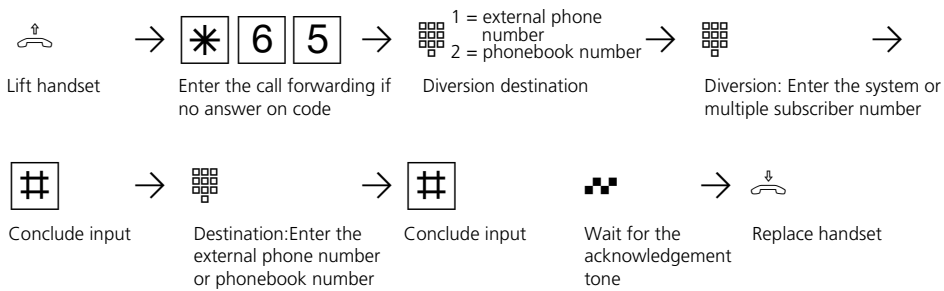 * 6 5
1 = external phone
number
2 = phonebook number
Lift handset
Enter the call forwarding if
no answer on code
Diversion destination
Diversion: Enter the system or
multiple subscriber number
#
#
Conclude input
Destination:Enter the
external phone number
or phonebook number
Conclude input
Wait for the
acknowledgement
tone
Replace handset